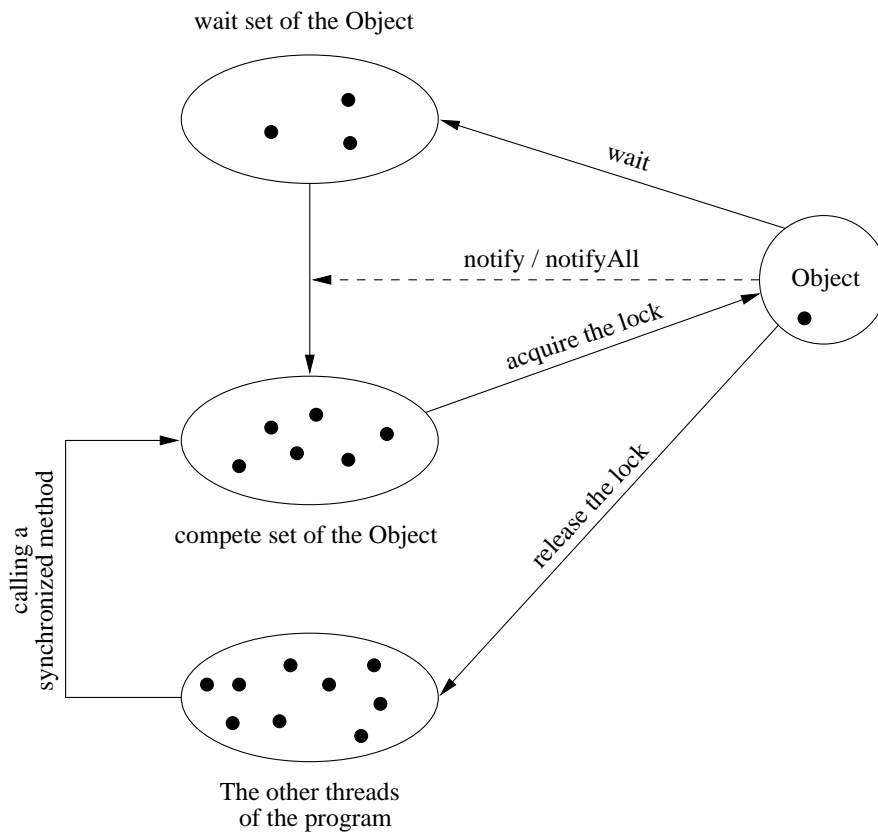 wait set of the Object
wait
notify / notifyAll
Object
acquire the lock
compete set of the Object
release the lock
calling a
synchronized method
The other threads
of the program